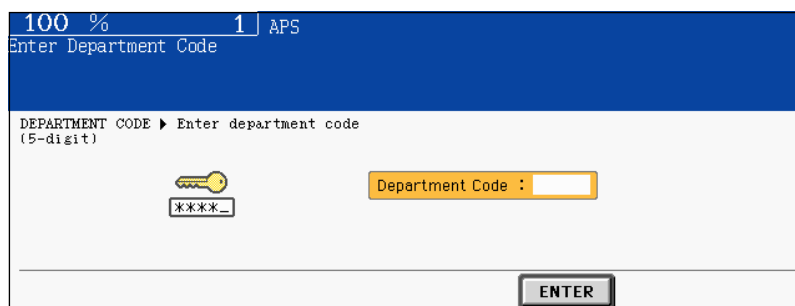 100 % 1 APS
Enter Department Code
DEPARTMENT CODE ▶ Enter department code
(5-digit)
Department Code :
****_
ENTER